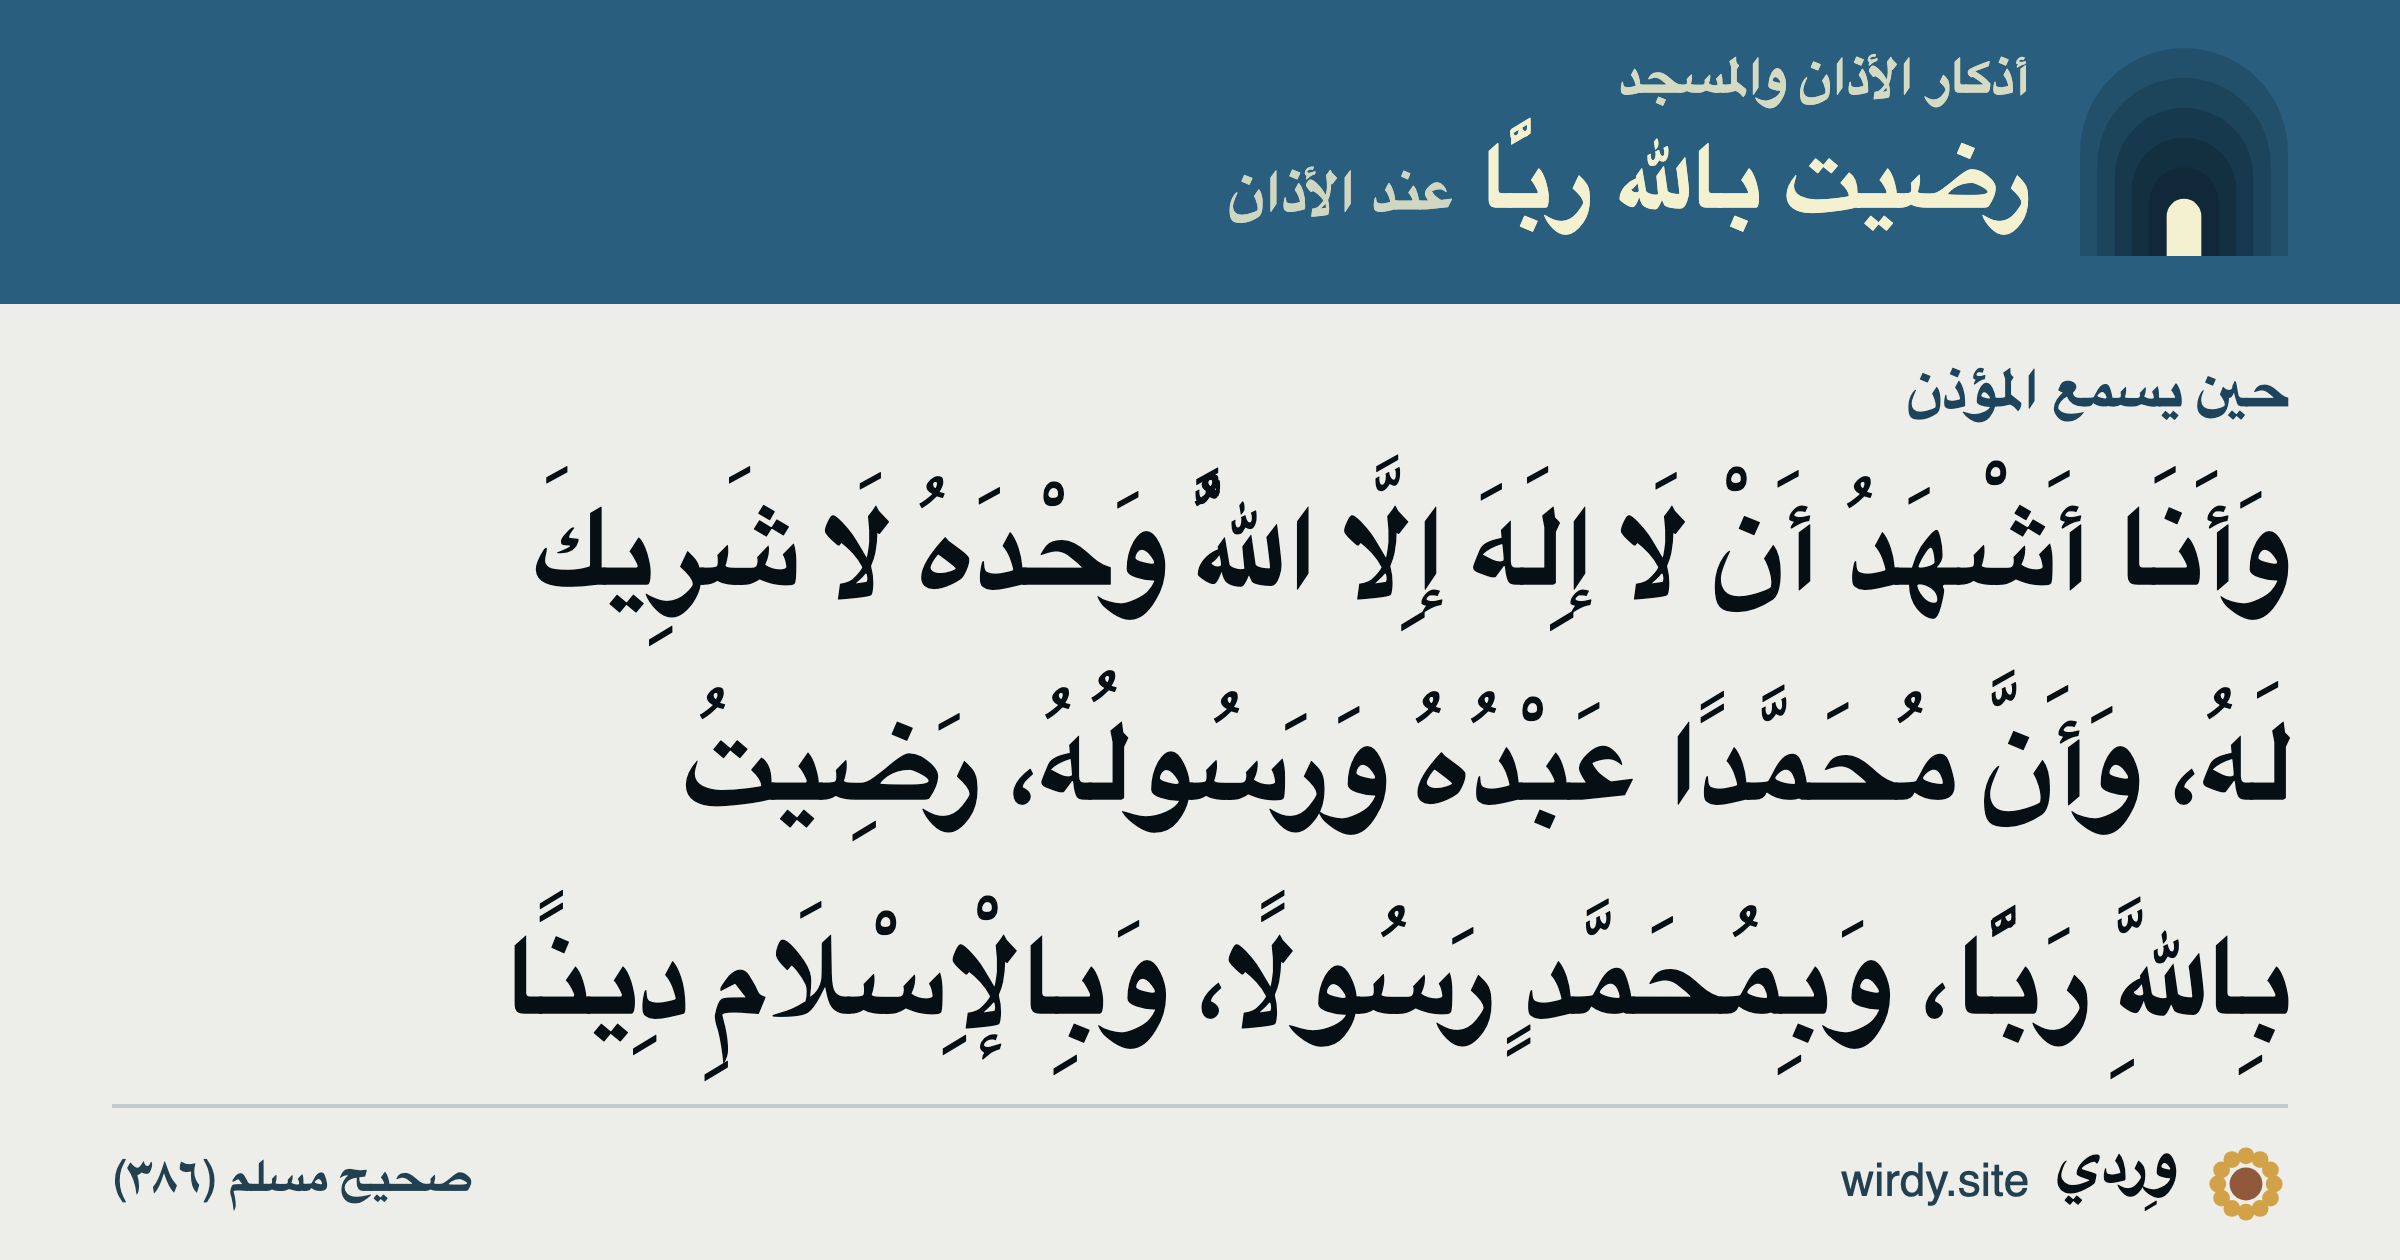 أذكار الأذان والمسجد
رضيت بالله ربًّا عند الأذان
حين يسمع المؤذن
وَأَنَا أَشْهَدُ أَنْ لَا إِلَهَ إِلَّا اللهُ وَحْدَهُ لَا شَرِيكَ
لَهُ، وَأَنَّ مُحَمَّدًا عَبْدُهُ وَرَسُولُهُ، رَضِيتُ
بِاللَّهِ رَبًّا، وَبِمُحَمَّدٍ رَسُولًا، وَبِالْإِسْلَامِ دِينًا
وِردي wirdy.site
صحيح مسلم (٣٨٦)